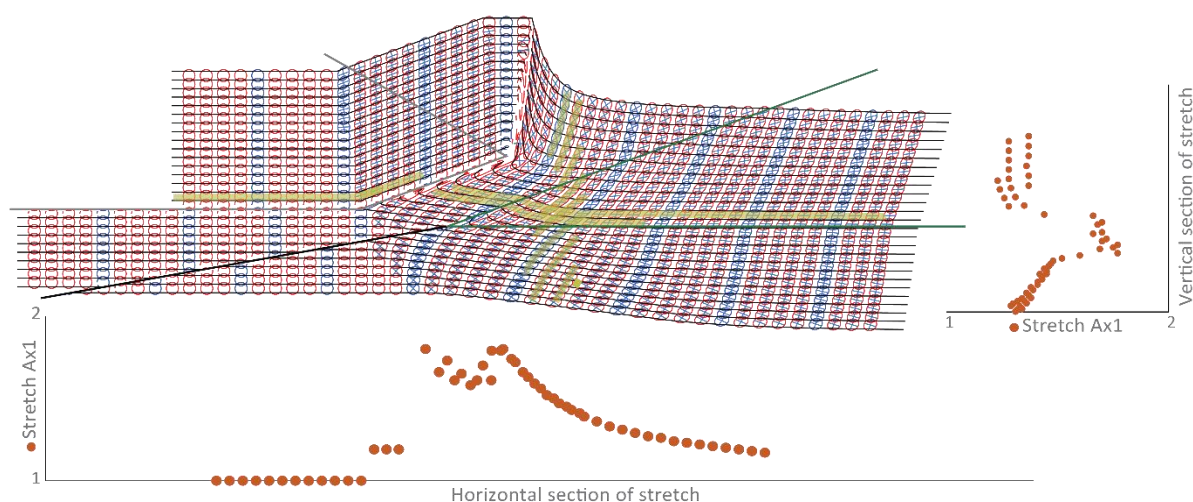 Vertical section of stretch
1
2
Stretch Ax1
2
Stretch Ax1
1
Horizontal section of stretch